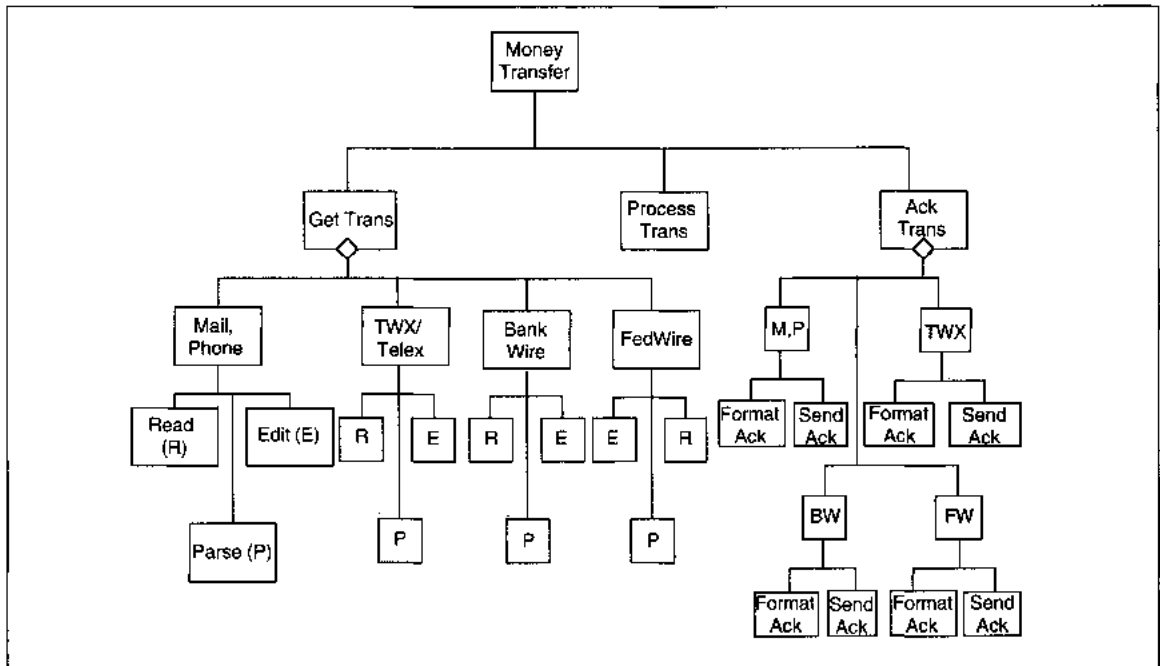 Money
Transfer
Get Trans
Process
Trans
Ack
Trans
Mail,
Phone
TWX/
Telex
Bank
Wire
FedWire
M,P
TWX
Read
(R)
Edit (E)
R
E
R
E
E
R
Format
Ack
Send
Ack
Format
Ack
Send
Ack
Parse (P)
P
P
P
BW
FW
Format
Ack
Send
Ack
Format
Ack
Send
Ack